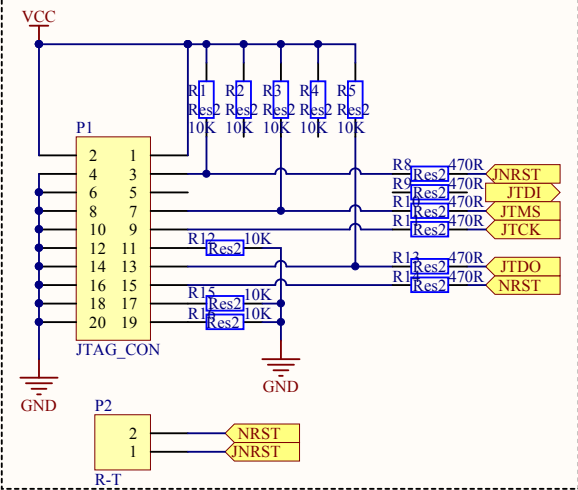 VCC
R1 R2 R3 R4 R5
Res2 Res2 Res2 Res2 Res2
10K 10K 10K 10K 10K
P1
2 1
4 3 R8 Res2 470R JNRST
6 5 R9 Res2 470R JTDI
8 7 R10 Res2 470R JTMS
10 9 Res2 470R JTCK
12 11 R12 Res2 10K
14 13 R13 Res2 470R JTDO
16 15 R14 Res2 470R NRST
18 17 R15 Res2 10K
20 19 R16 Res2 10K
JTAG_CON
GND GND
P2
2 NRST
1 JNRST
R-T